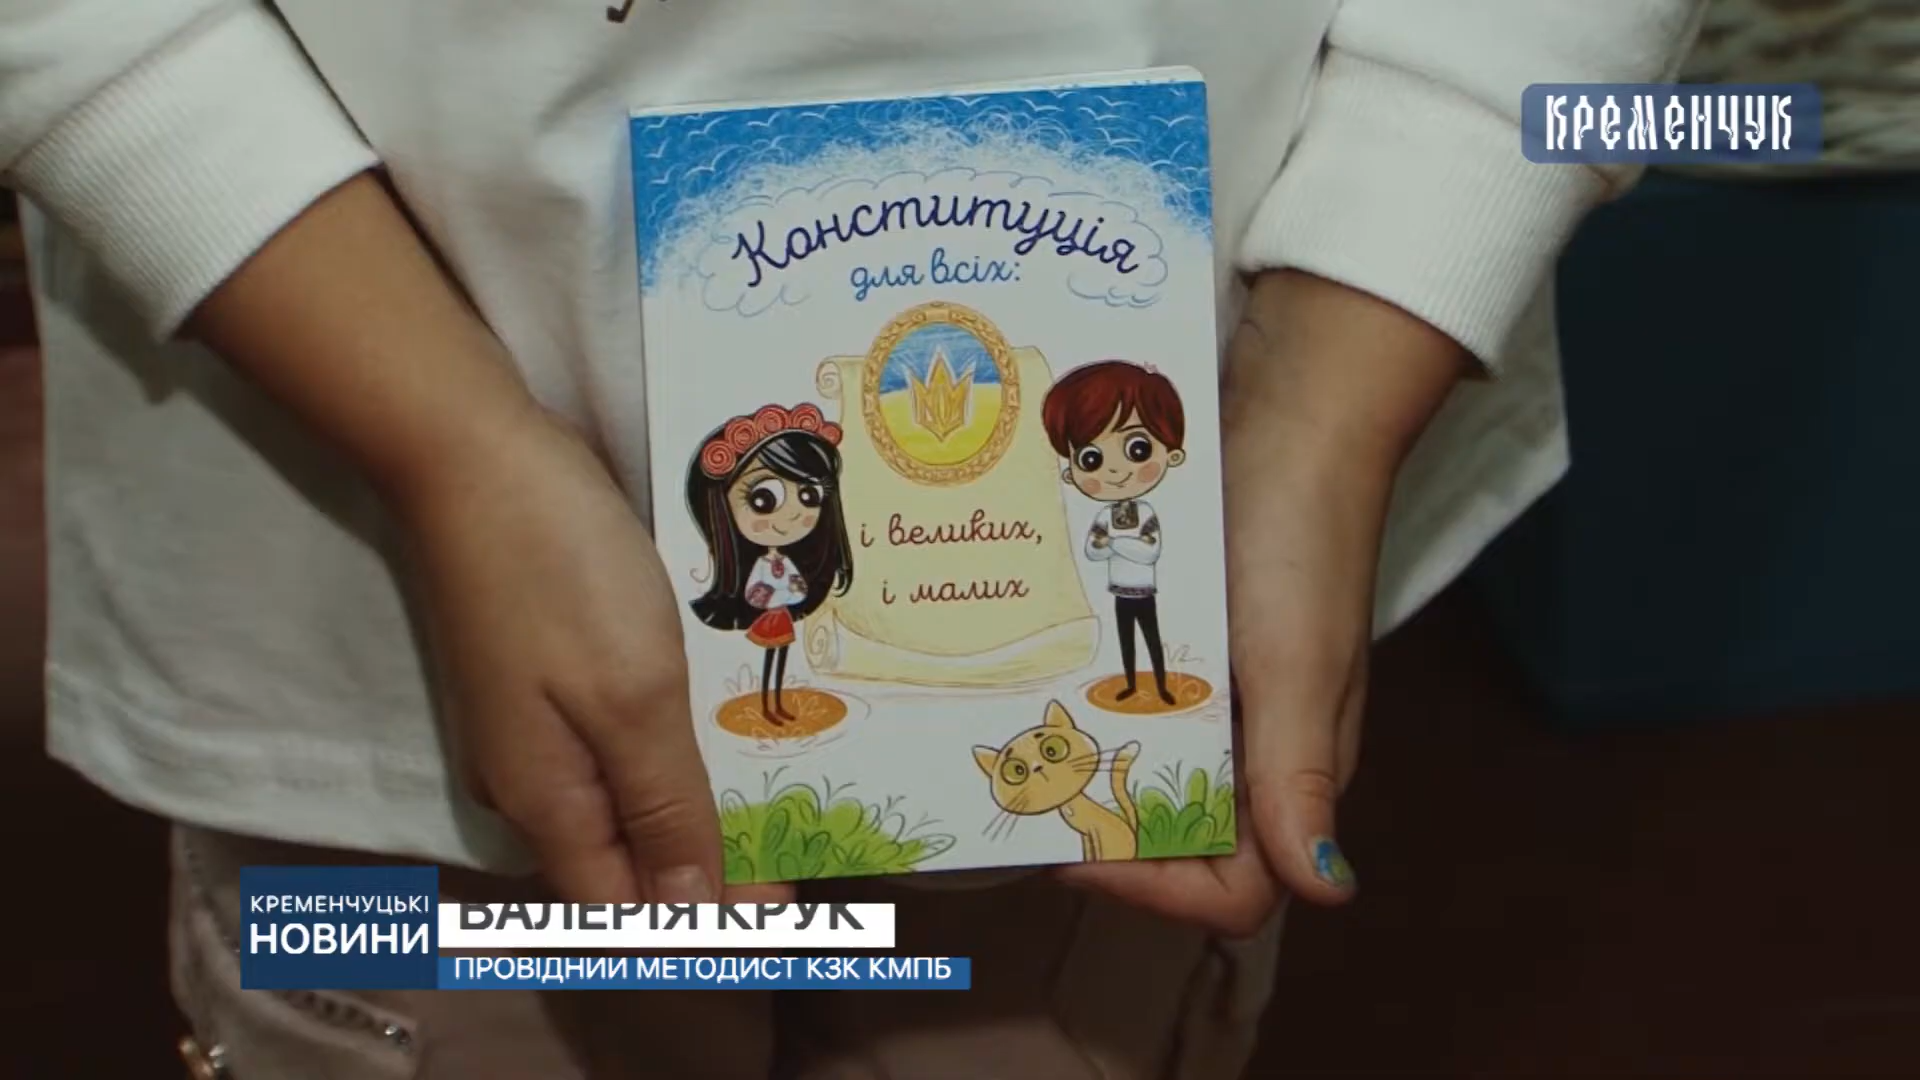 КРЕМЕНЧУК
Конституція
для всіх:
і великих,
і малих
КРЕМЕНЧУЦЬКІ
НОВИНИ
ВАЛЕРІЯ КРУК
ПРОВІДНИЙ МЕТОДИСТ КЗК КМПБ